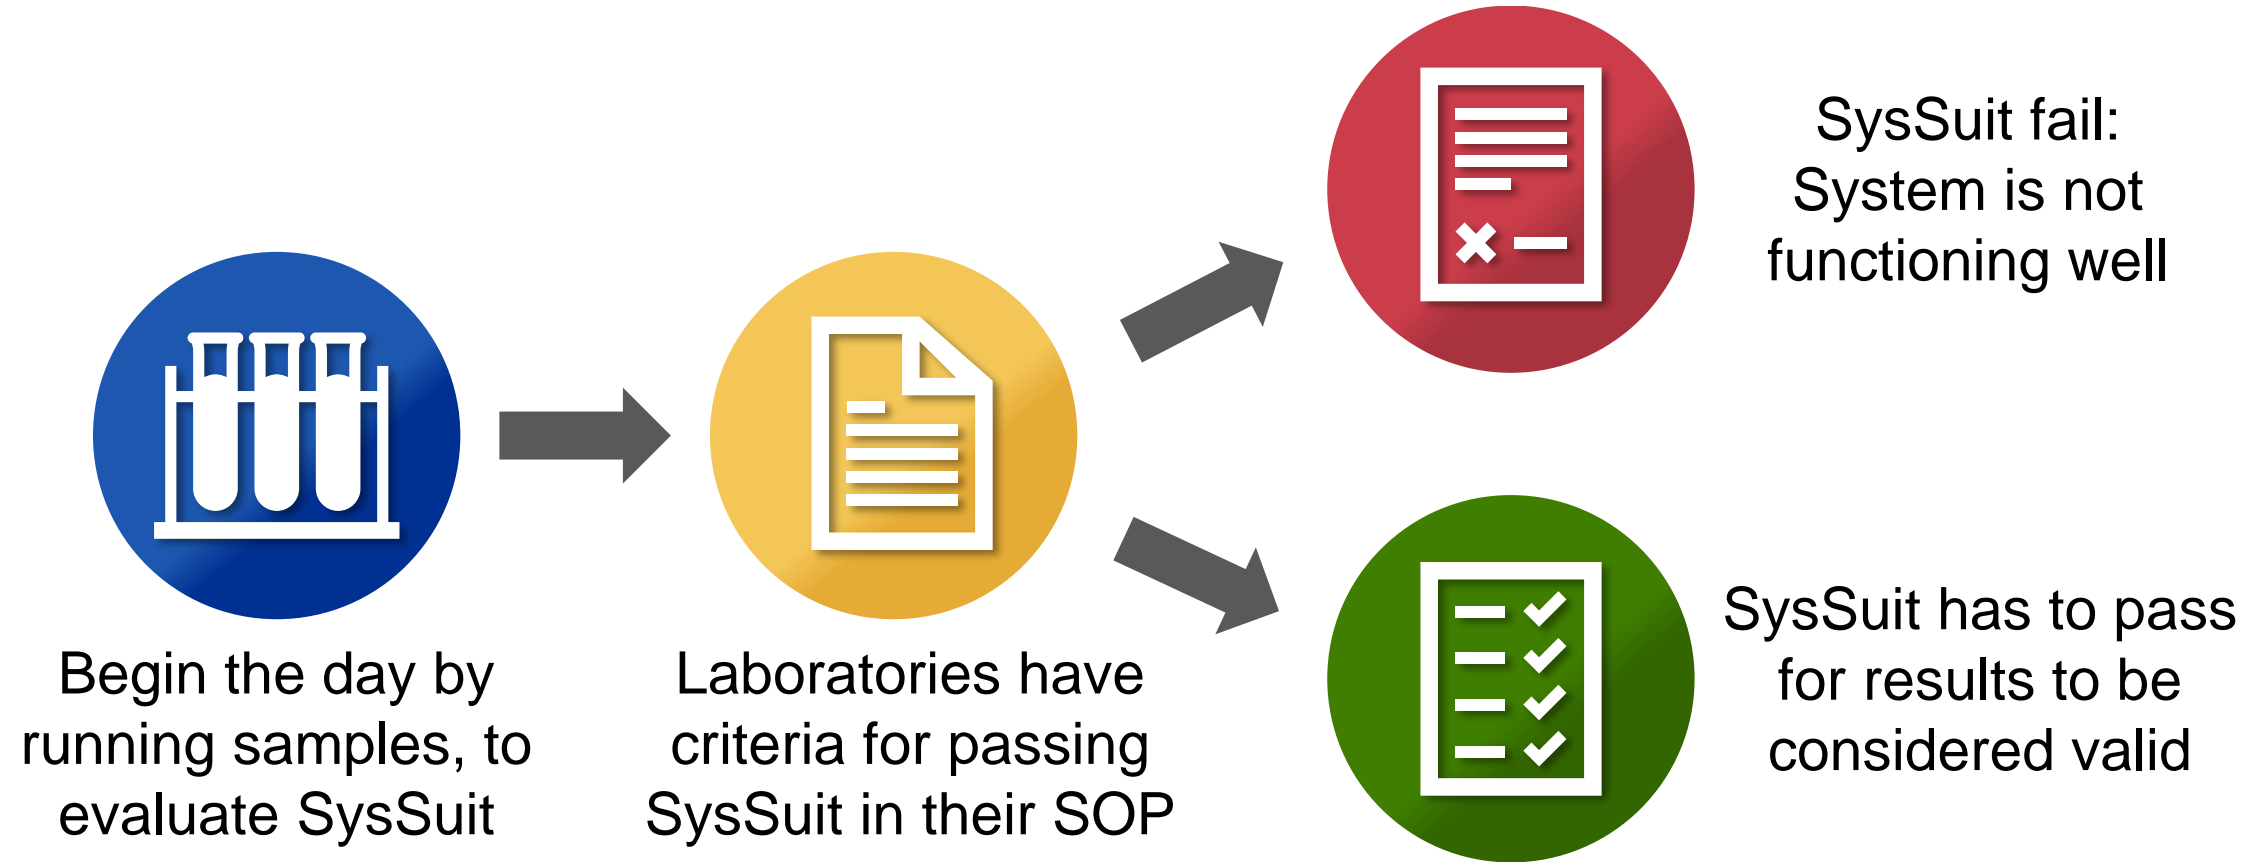 Begin the day by
running samples, to
evaluate SysSuit
Laboratories have
criteria for passing
SysSuit in their SOP
SysSuit fail:
System is not
functioning well
SysSuit has to pass
for results to be
considered valid